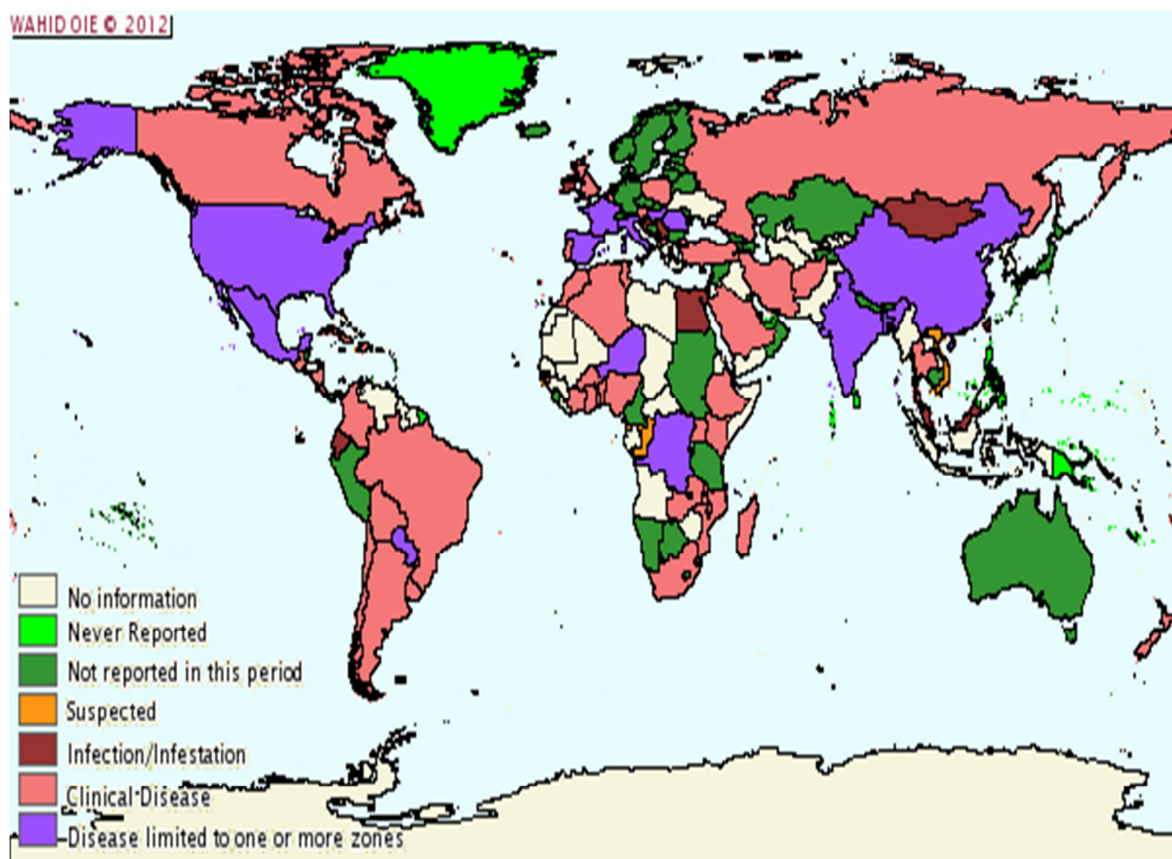 WAHID OIE © 2012
No information
Never Reported
Not reported in this period
Suspected
Infection/Infestation
Clinical Disease
Disease limited to one or more zones